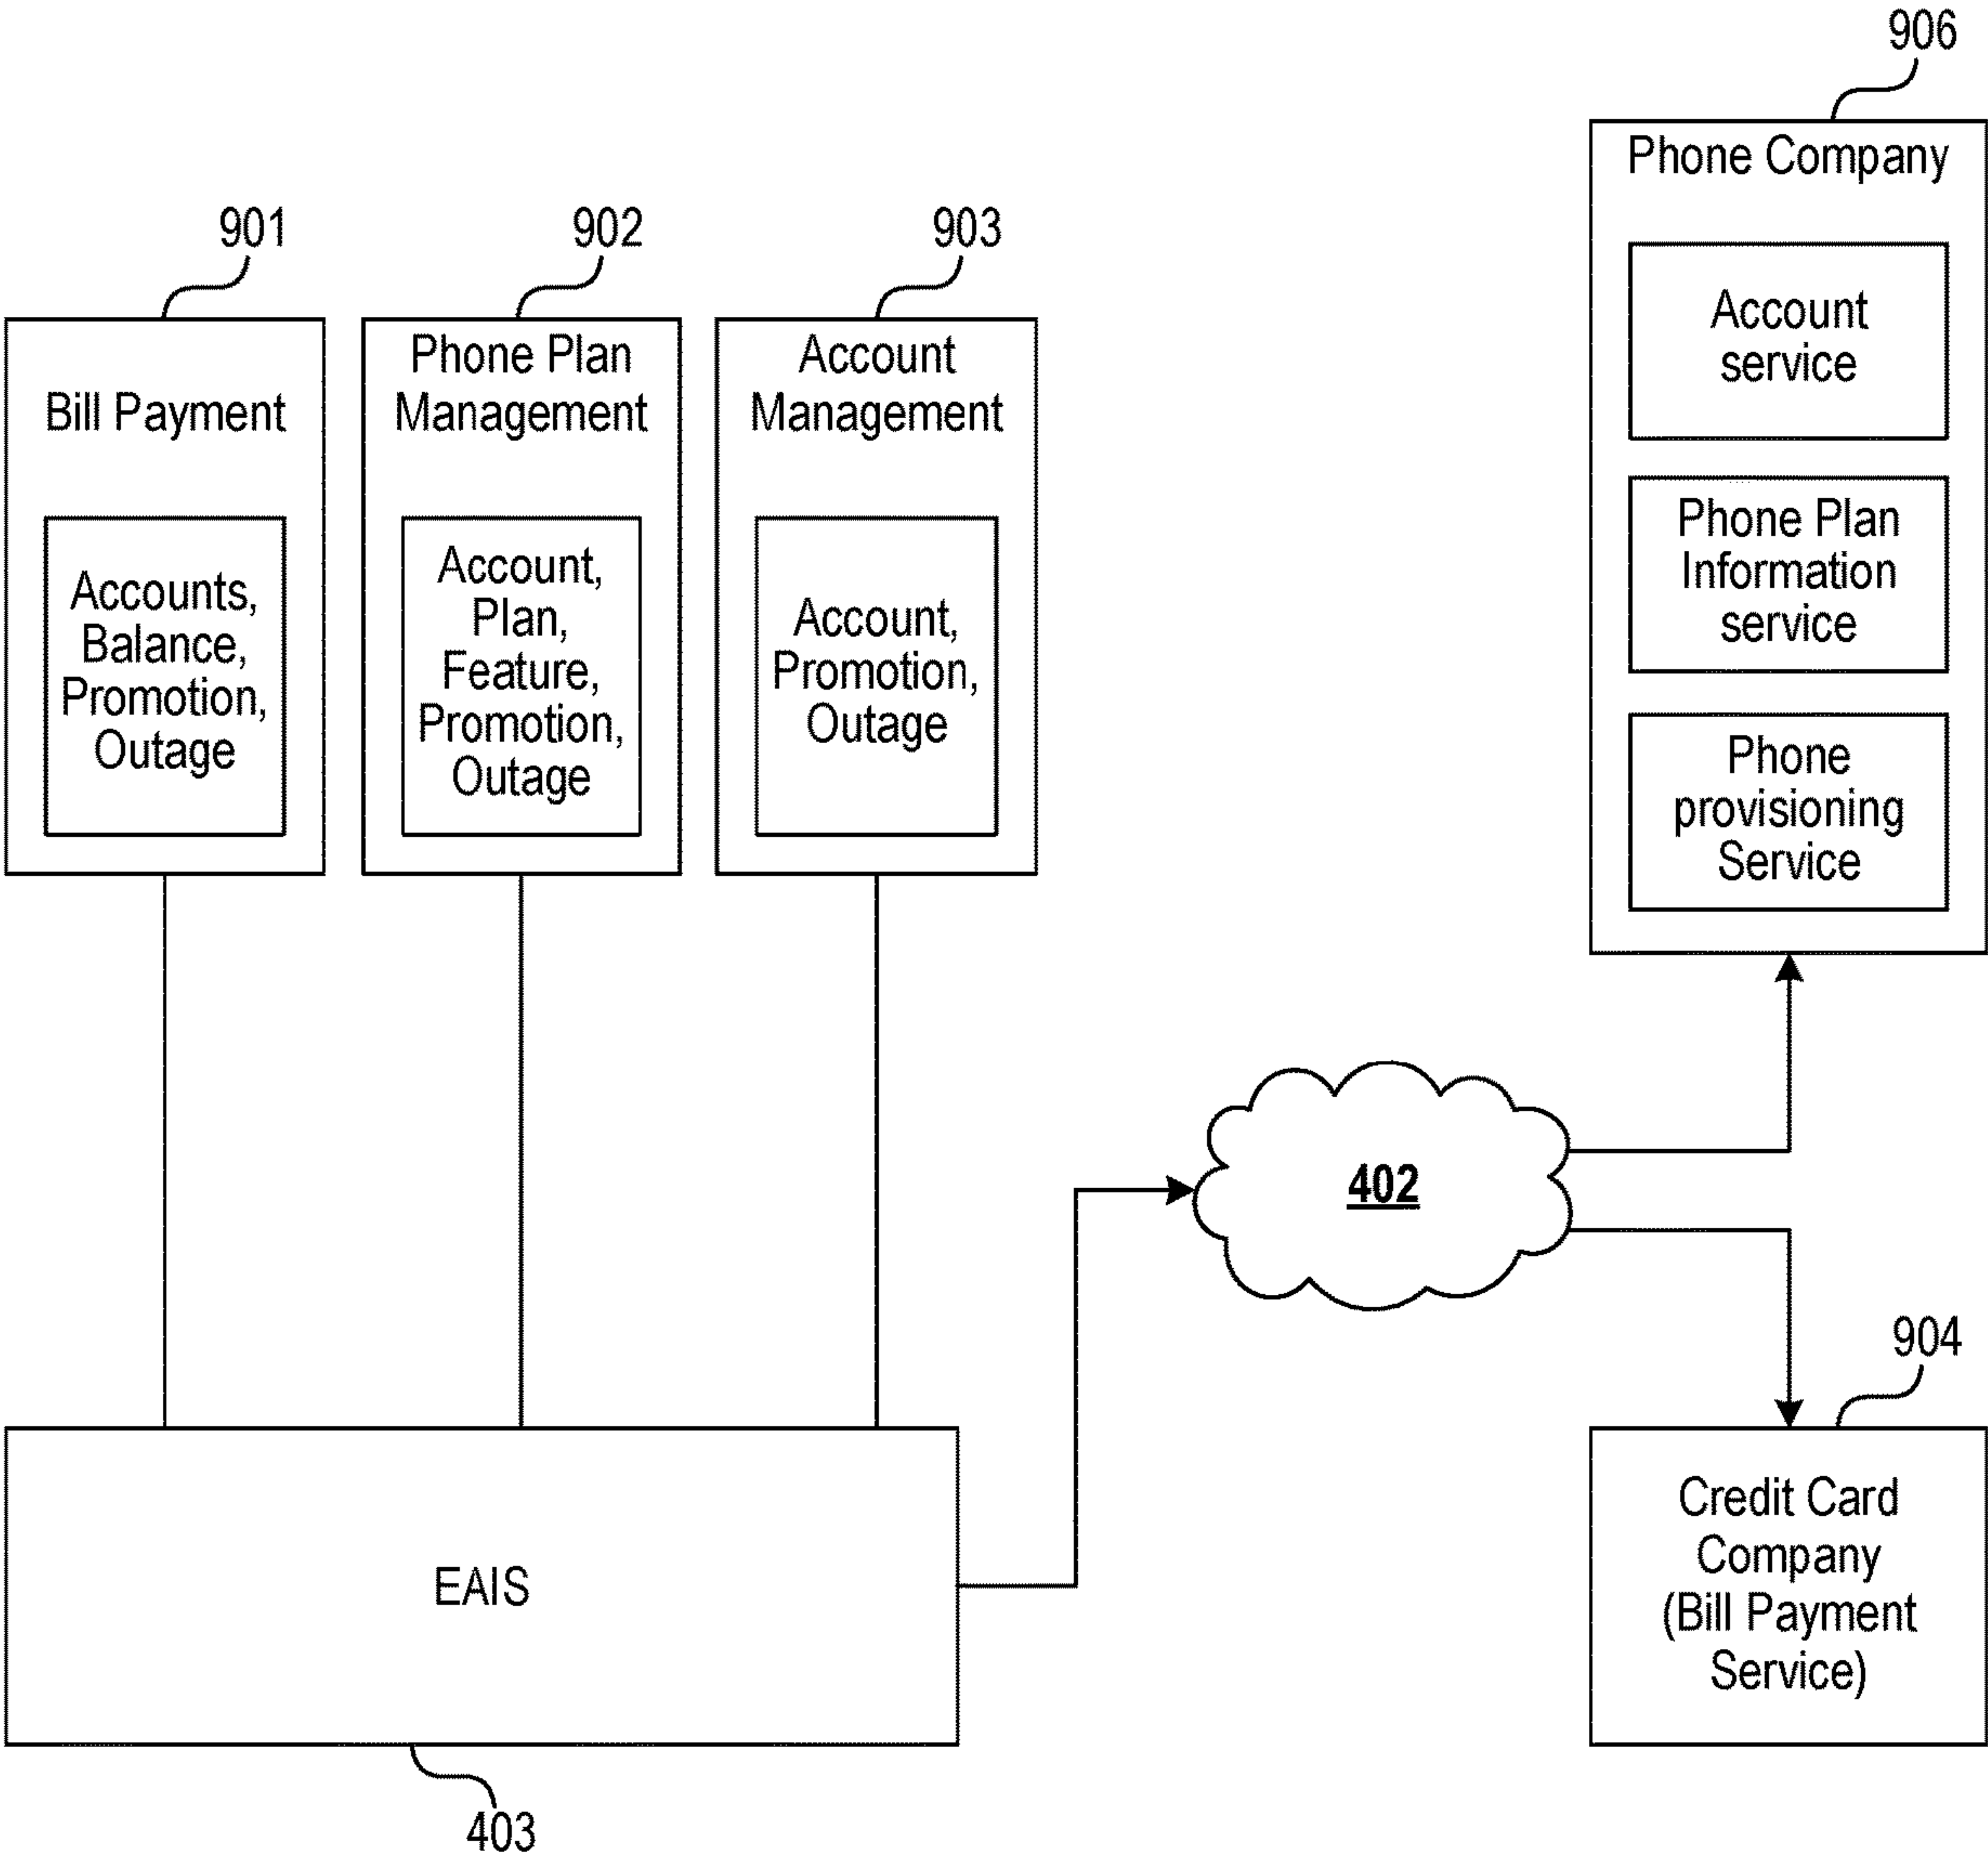 906
Phone Company
Account
service
Phone Plan
Information
service
Phone
provisioning
Service
901
Bill Payment
Accounts,
Balance,
Promotion,
Outage
902
Phone Plan
Management
Account,
Plan,
Feature,
Promotion,
Outage
903
Account
Management
Account,
Promotion,
Outage
402
904
Credit Card
Company
(Bill Payment
Service)
EAIS
403